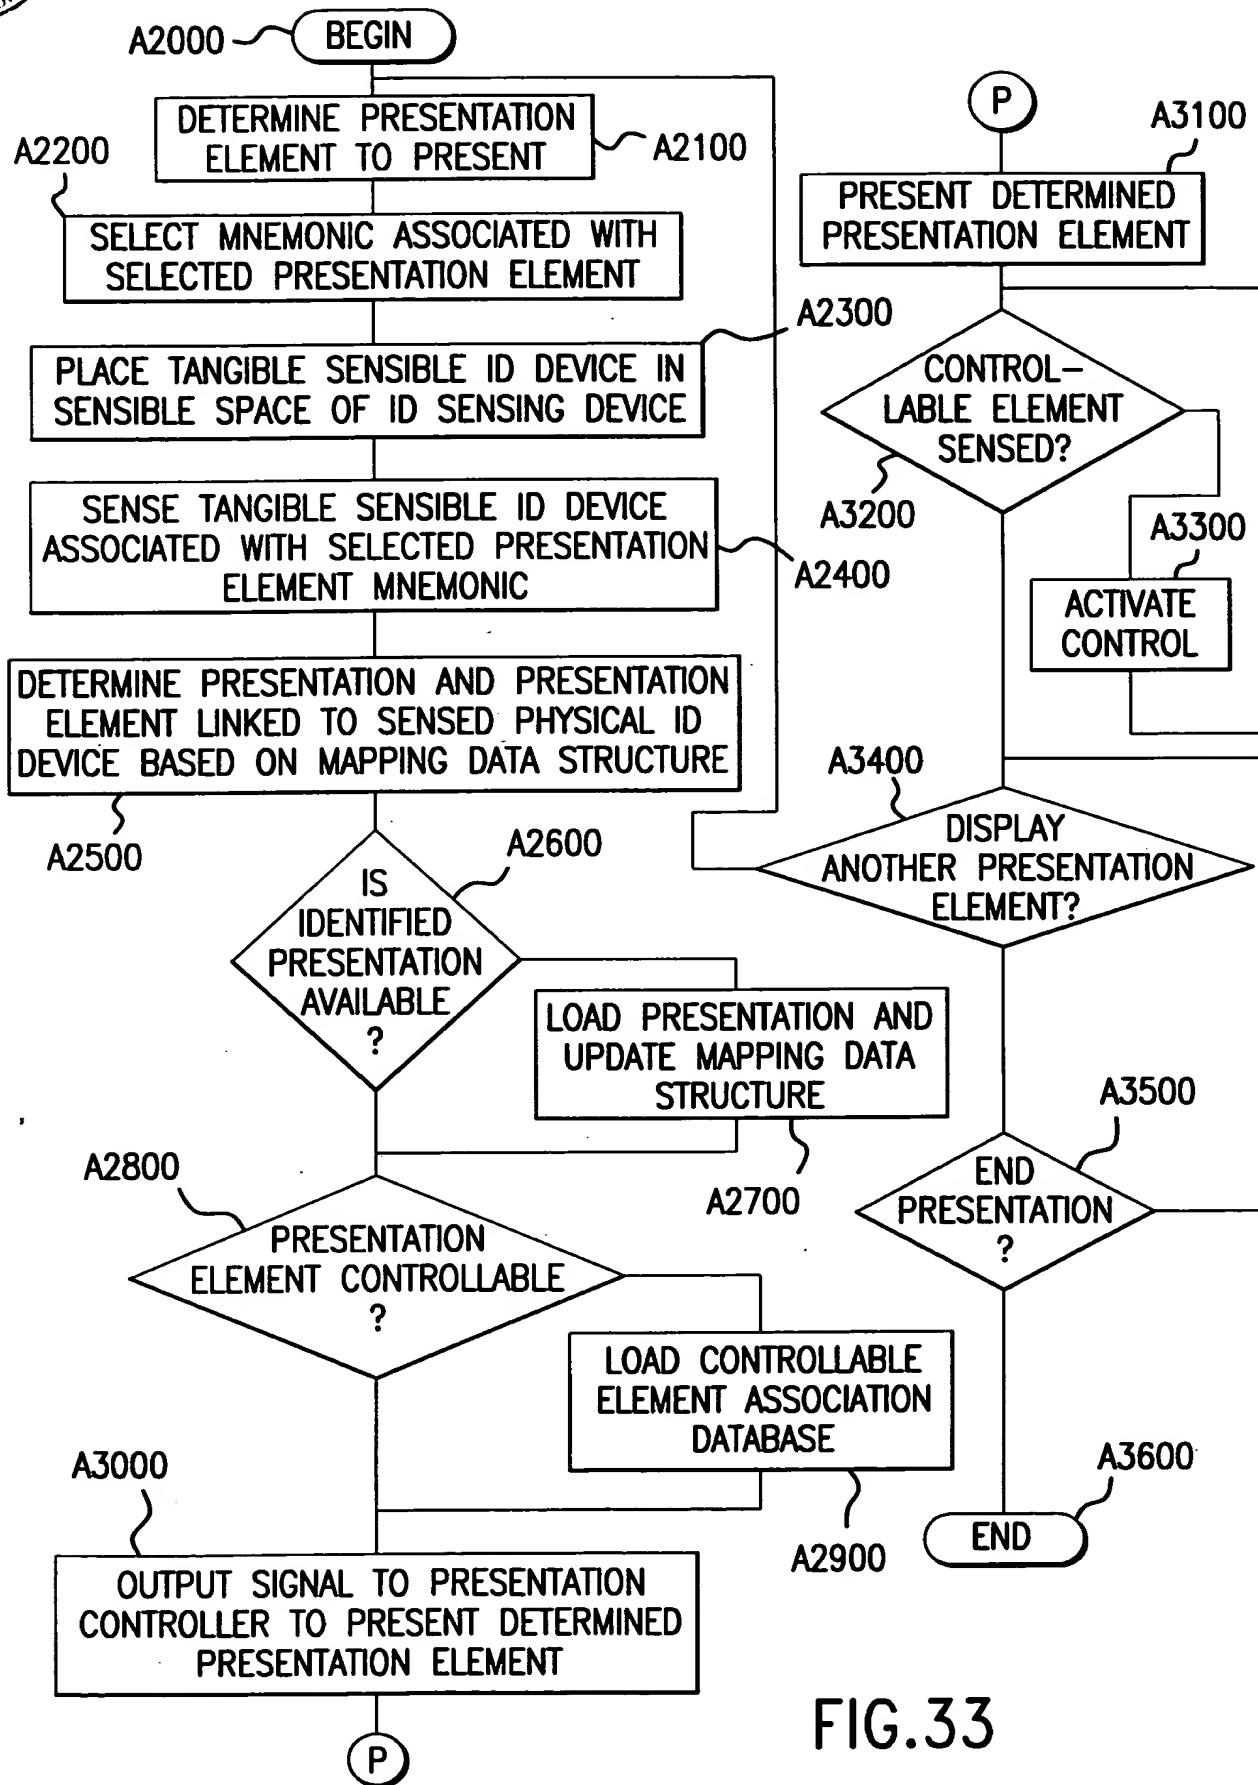 A2000
BEGIN
DETERMINE PRESENTATION
ELEMENT TO PRESENT
A2100
A2200
SELECT MNEMONIC ASSOCIATED WITH
SELECTED PRESENTATION ELEMENT
A2300
PLACE TANGIBLE SENSIBLE ID DEVICE IN
SENSIBLE SPACE OF ID SENSING DEVICE
SENSE TANGIBLE SENSIBLE ID DEVICE
ASSOCIATED WITH SELECTED PRESENTATION
ELEMENT MNEMONIC
A2400
DETERMINE PRESENTATION AND PRESENTATION
ELEMENT LINKED TO SENSED PHYSICAL ID
DEVICE BASED ON MAPPING DATA STRUCTURE
A2500
A2600
IS
IDENTIFIED
PRESENTATION
AVAILABLE
?
LOAD PRESENTATION AND
UPDATE MAPPING DATA
STRUCTURE
A2700
A2800
PRESENTATION
ELEMENT CONTROLLABLE
?
LOAD CONTROLLABLE
ELEMENT ASSOCIATION
DATABASE
A2900
A3000
OUTPUT SIGNAL TO PRESENTATION
CONTROLLER TO PRESENT DETERMINED
PRESENTATION ELEMENT
P
P
A3100
PRESENT DETERMINED
PRESENTATION ELEMENT
CONTROL-
LABLE ELEMENT
SENSED?
A3200
A3300
ACTIVATE
CONTROL
A3400
DISPLAY
ANOTHER PRESENTATION
ELEMENT?
A3500
END
PRESENTATION
?
A3600
END
FIG.33